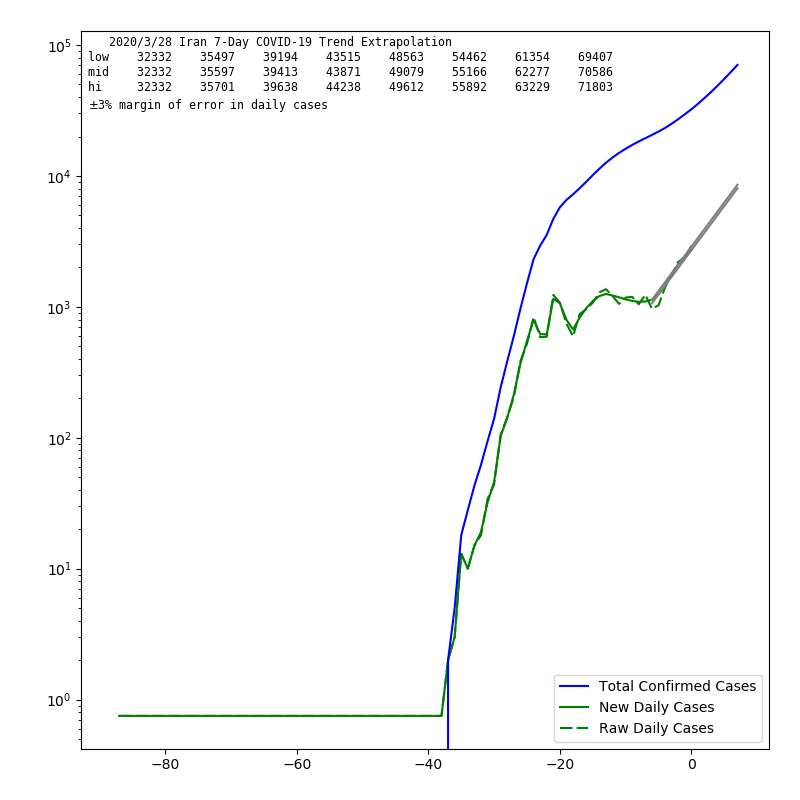 2020/3/28 Iran 7-Day COVID-19 Trend Extrapolation
low 32332 35497 39194 43515 48563 54462 61354 69407
mid 32332 35597 39413 43871 49079 55166 62277 70586
hi 32332 35701 39638 44238 49612 55892 63229 71803
±3% margin of error in daily cases
10⁵
10⁴
10³
10²
10¹
10⁰
Total Confirmed Cases
New Daily Cases
Raw Daily Cases
−80 −60 −40 −20 0